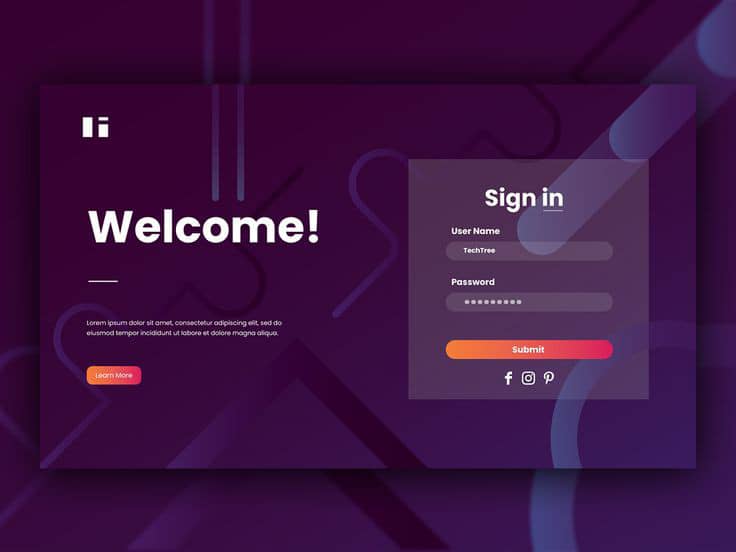 Welcome!
Lorem ipsum dolor sit amet, consectetur adipiscing elit, sed do
eiusmod tempor incididunt ut labore et dolore magna aliqua.
Learn More
Sign in
User Name
TechTree
Password
Submit